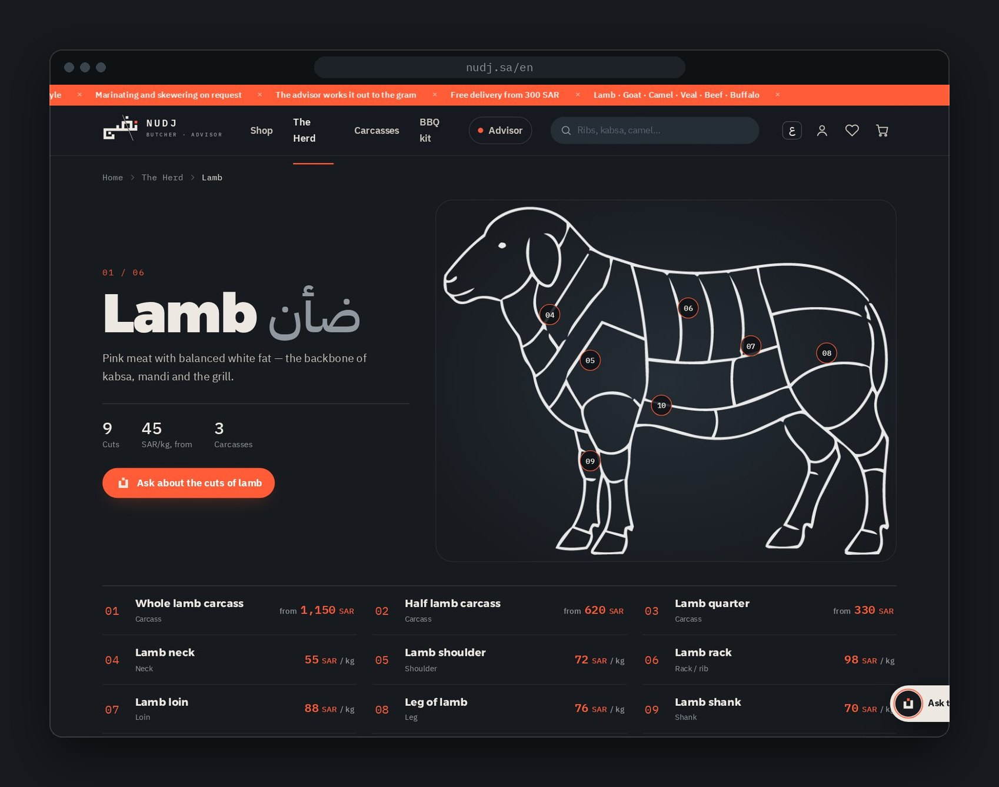 nudj.sa/en
yle × Marinating and skewering on request × The advisor works it out to the gram × Free delivery from 300 SAR × Lamb · Goat · Camel · Veal · Beef · Buffalo ×
NUDJ
BUTCHER · ADVISOR
Shop
The
Herd
Carcasses
BBQ
kit
Advisor
Ribs, kabsa, camel...
ع
Home > The Herd > Lamb
01 / 06
Lamb ضأن
Pink meat with balanced white fat — the backbone of
kabsa, mandi and the grill.
9 45 3
Cuts SAR/kg, from Carcasses
Ask about the cuts of lamb
04
06
07
08
05
10
09
01 Whole lamb carcass from 1,150 SAR
Carcass
02 Half lamb carcass from 620 SAR
Carcass
03 Lamb quarter from 330 SAR
Carcass
04 Lamb neck 55 SAR / kg
Neck
05 Lamb shoulder 72 SAR / kg
Shoulder
06 Lamb rack 98 SAR / kg
Rack / rib
07 Lamb loin 88 SAR / kg
Loin
08 Leg of lamb 76 SAR / kg
Leg
09 Lamb shank 70 SAR / kg
Shank
Ask t